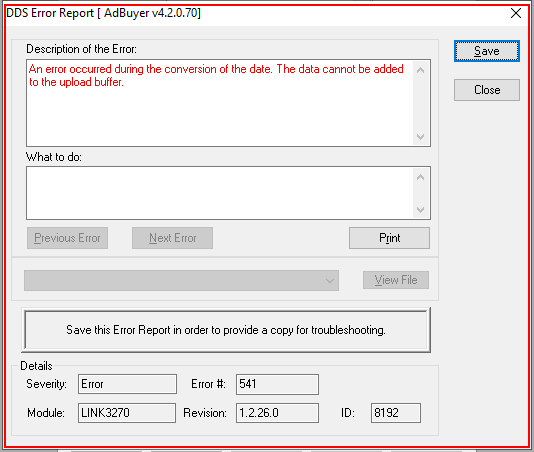 DDS Error Report [ AdBuyer v4.2.0.70]
Description of the Error:
Save
An error occurred during the conversion of the date. The data cannot be added
to the upload buffer.
Close
What to do:
Previous Error Next Error Print
View File
Save this Error Report in order to provide a copy for troubleshooting.
Details
Severity: Error Error #: 541
Module: LINK3270 Revision: 1.2.26.0 ID: 8192